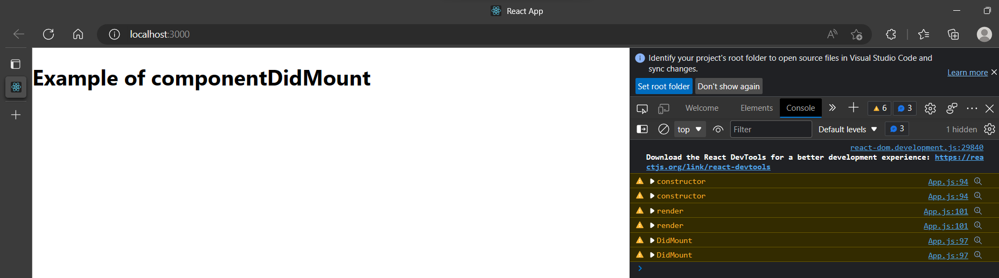 React App
localhost:3000
Example of componentDidMount
Identify your project's root folder to open source files in Visual Studio Code and
sync changes.
Learn more
Set root folder Don't show again
Welcome Elements Console 6 3
top Filter Default levels 3 1 hidden
react-dom.development.js:29840
Download the React DevTools for a better development experience: https://rea
ctjs.org/link/react-devtools
constructor App.js:94
constructor App.js:94
render App.js:101
render App.js:101
DidMount App.js:97
DidMount App.js:97